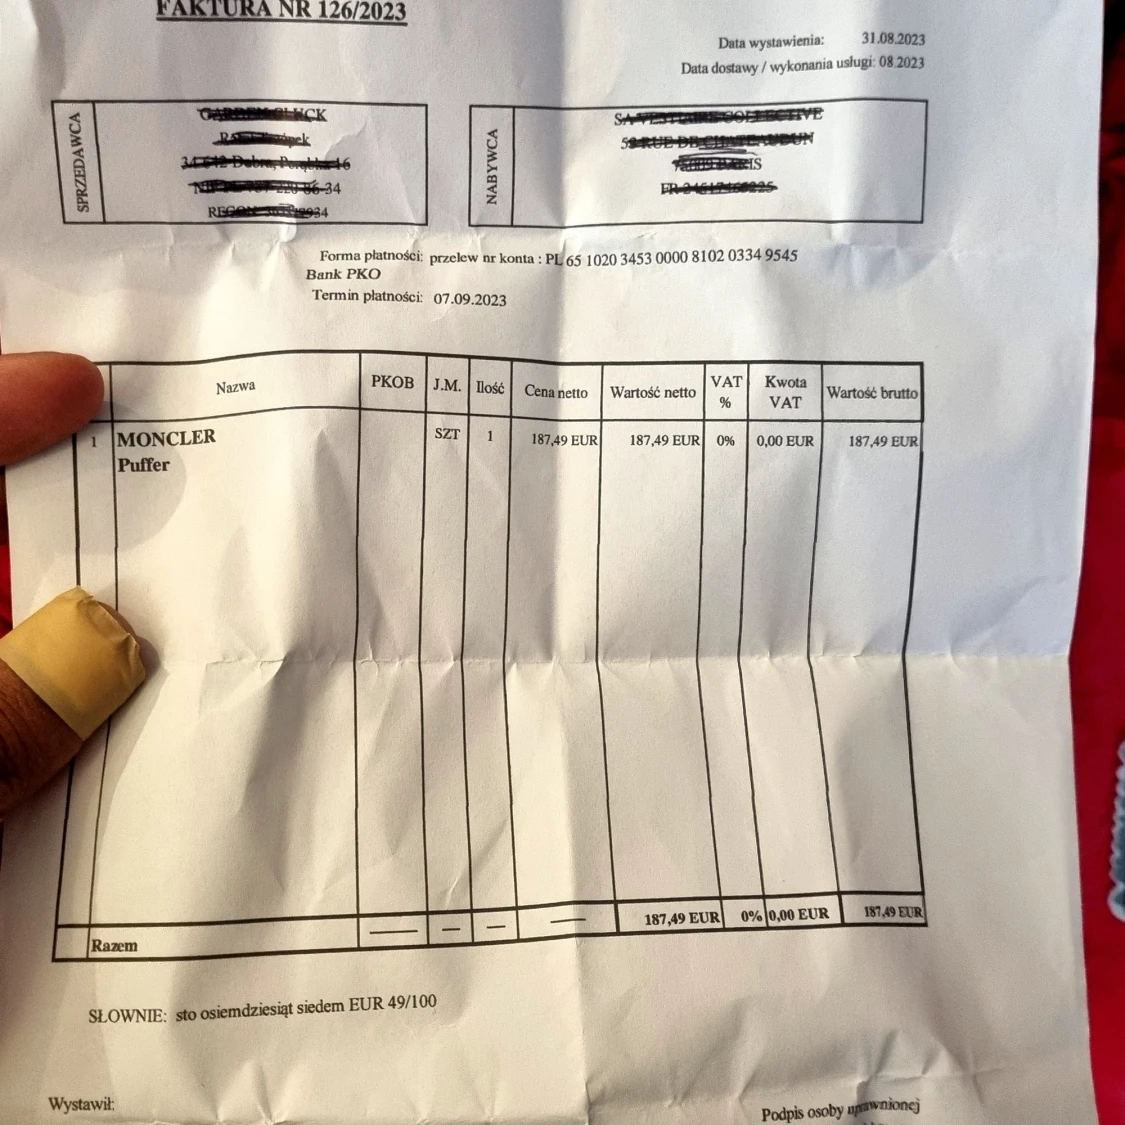 FAKTURA NR 126/2023
Data wystawienia: 31.08.2023
Data dostawy / wykonania usługi: 08.2023
SPRZEDAWCA
NABYWCA
Forma płatności: przelew nr konta : PL 65 1020 3453 0000 8102 0334 9545
Bank PKO
Termin płatności: 07.09.2023
Nazwa PKOB J.M. Ilość Cena netto Wartość netto VAT % Kwota VAT Wartość brutto
1 MONCLER SZT 1 187,49 EUR 187,49 EUR 0% 0,00 EUR 187,49 EUR
Puffer
Razem — — — — 187,49 EUR 0% 0,00 EUR 187,49 EUR
SŁOWNIE: sto osiemdziesiąt siedem EUR 49/100
Wystawił:
Podpis osoby uprawnionej